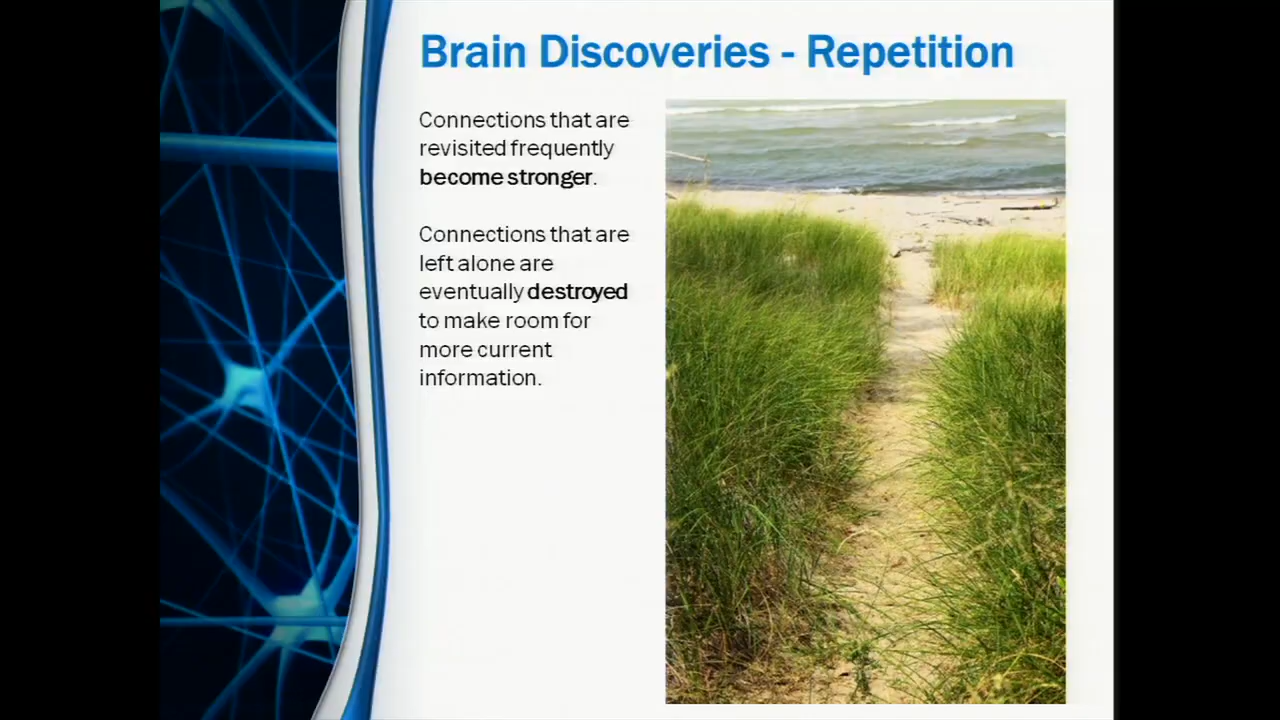 Brain Discoveries - Repetition
Connections that are
revisited frequently
become stronger.
Connections that are
left alone are
eventually destroyed
to make room for
more current
information.